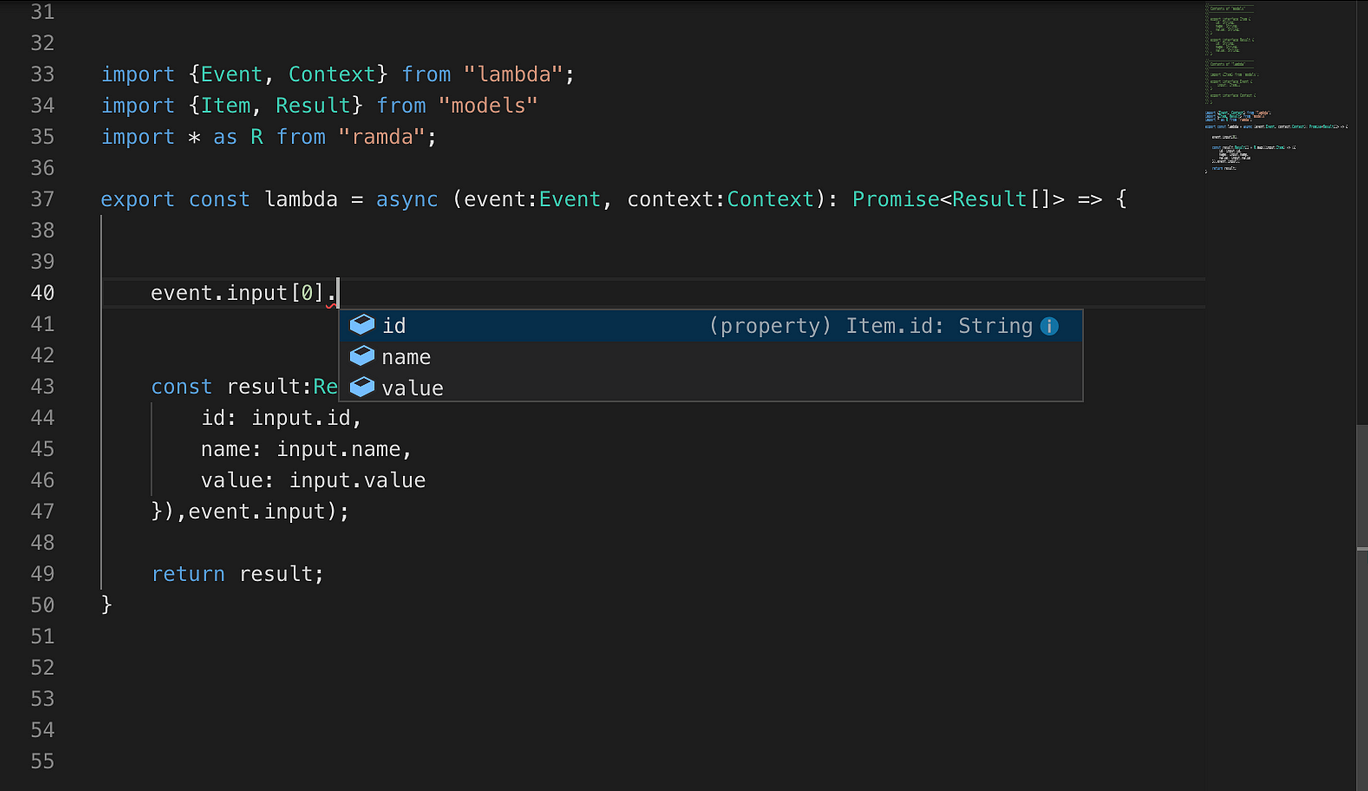 31
32
33 import {Event, Context} from "lambda";
34 import {Item, Result} from "models"
35 import * as R from "ramda";
36
37 export const lambda = async (event:Event, context:Context): Promise<Result[]> => {
38
39
40 event.input[0].
41 id (property) Item.id: String
42 name
43 const result:Re value
44 id: input.id,
45 name: input.name,
46 value: input.value
47 }),event.input);
48
49 return result;
50 }
51
52
53
54
55